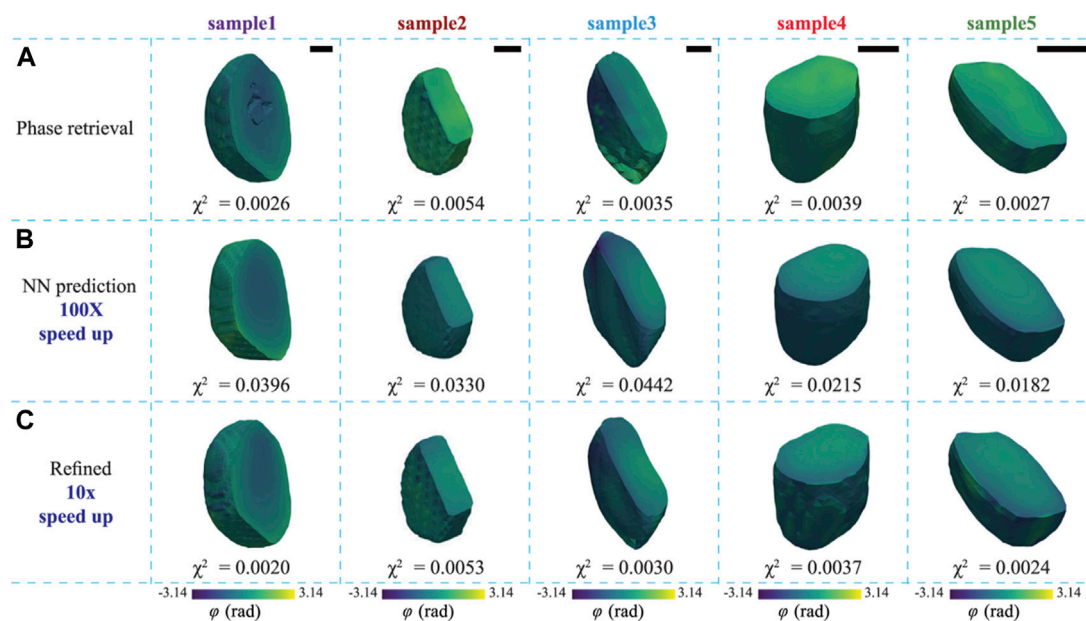 sample1 sample2 sample3 sample4 sample5
A
Phase retrieval
χ² = 0.0026 χ² = 0.0054 χ² = 0.0035 χ² = 0.0039 χ² = 0.0027
B
NN prediction
100X
speed up
χ² = 0.0396 χ² = 0.0330 χ² = 0.0442 χ² = 0.0215 χ² = 0.0182
C
Refined
10x
speed up
χ² = 0.0020 χ² = 0.0053 χ² = 0.0030 χ² = 0.0037 χ² = 0.0024
-3.14 3.14 -3.14 3.14 -3.14 3.14 -3.14 3.14 -3.14 3.14
φ (rad) φ (rad) φ (rad) φ (rad) φ (rad)